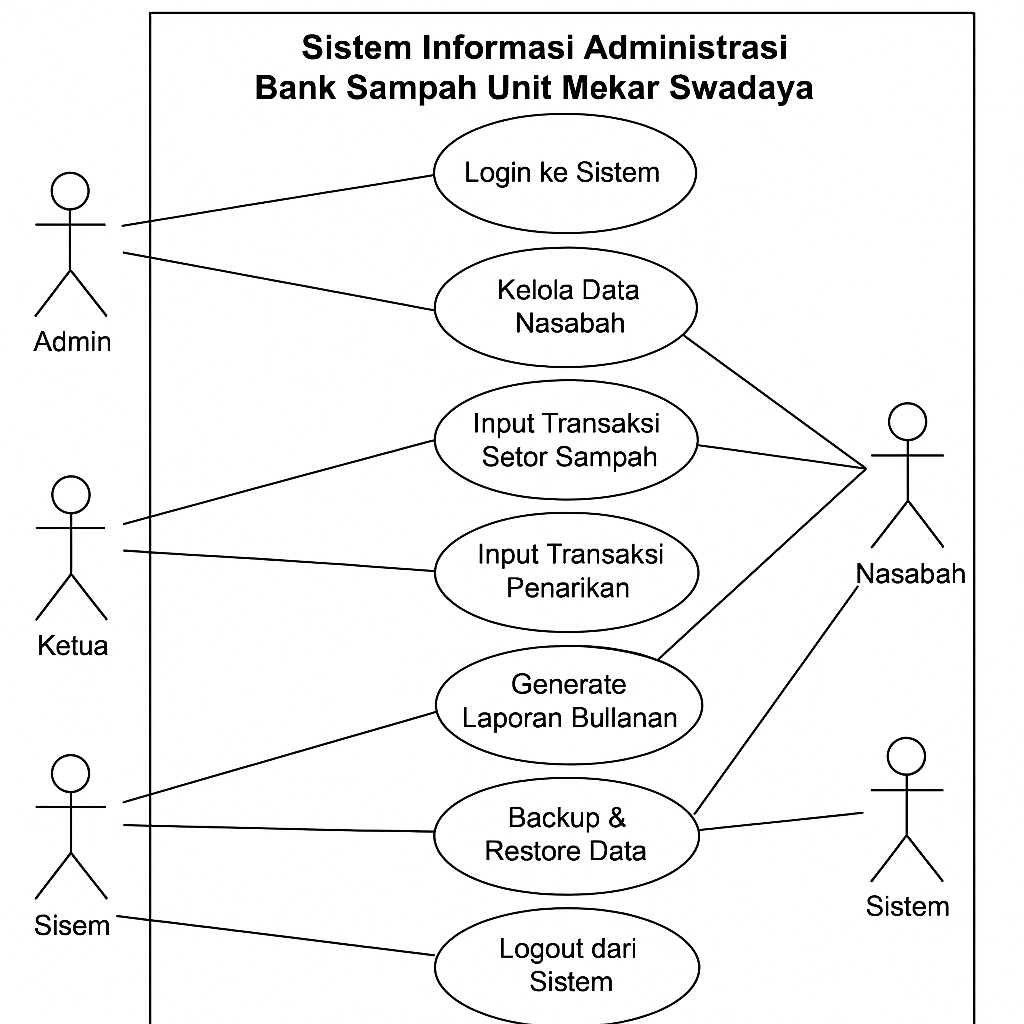 Sistem Informasi Administrasi
Bank Sampah Unit Mekar Swadaya
Login ke Sistem
Admin
Kelola Data
Nasabah
Input Transaksi
Setor Sampah
Ketua
Input Transaksi
Penarikan
Nasabah
Generate
Laporan Bullanan
Sisem
Backup &
Restore Data
Sistem
Logout dari
Sistem